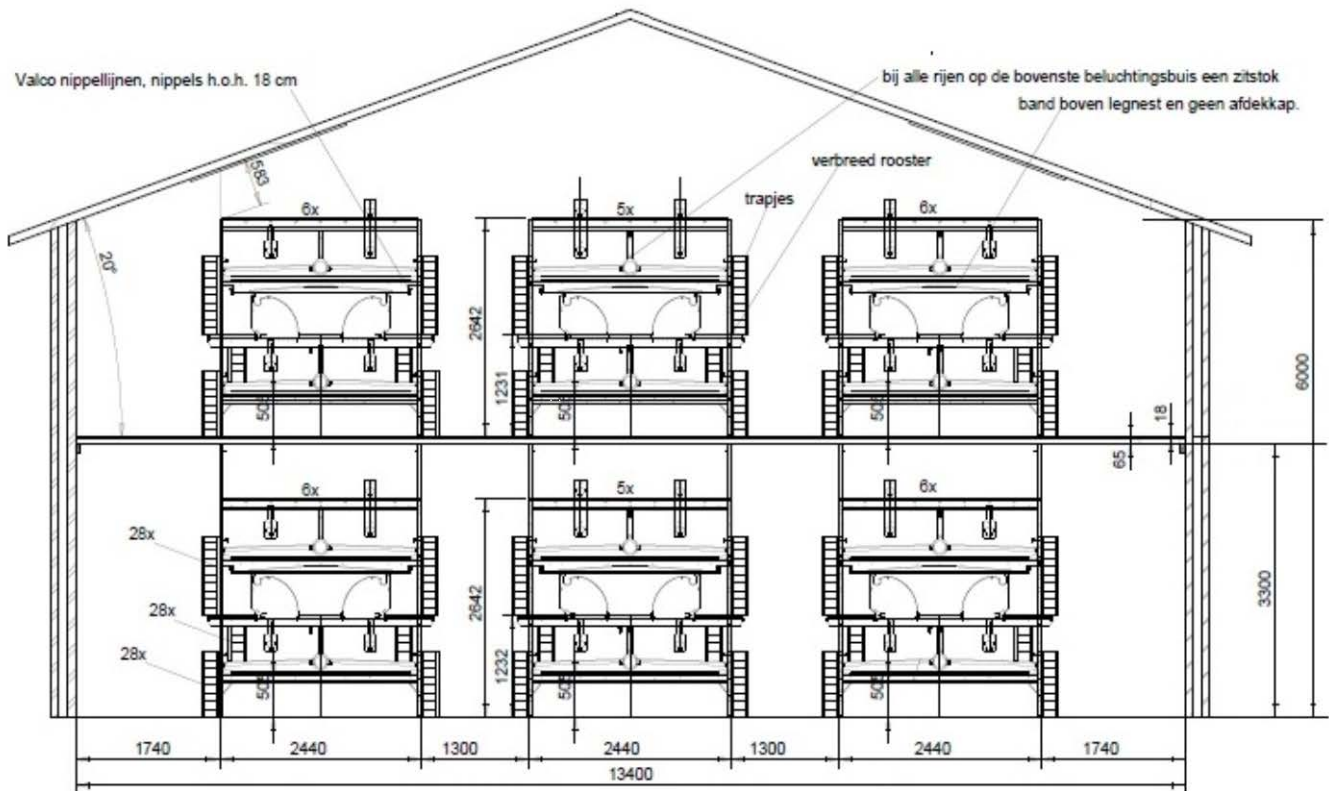 Valco nippellijnen, nippels h.o.h. 18 cm
bij alle rijen op de bovenste beluchtingsbuis een zitstok
band boven legnest en geen afdekkap.
verbreed rooster
trapjes
583
20°
6x
5x
6x
2642
1231
505
505
505
18
65
6000
3300
6x
5x
6x
28x
28x
28x
2642
1232
505
505
505
1740
2440
1300
2440
1300
2440
1740
13400